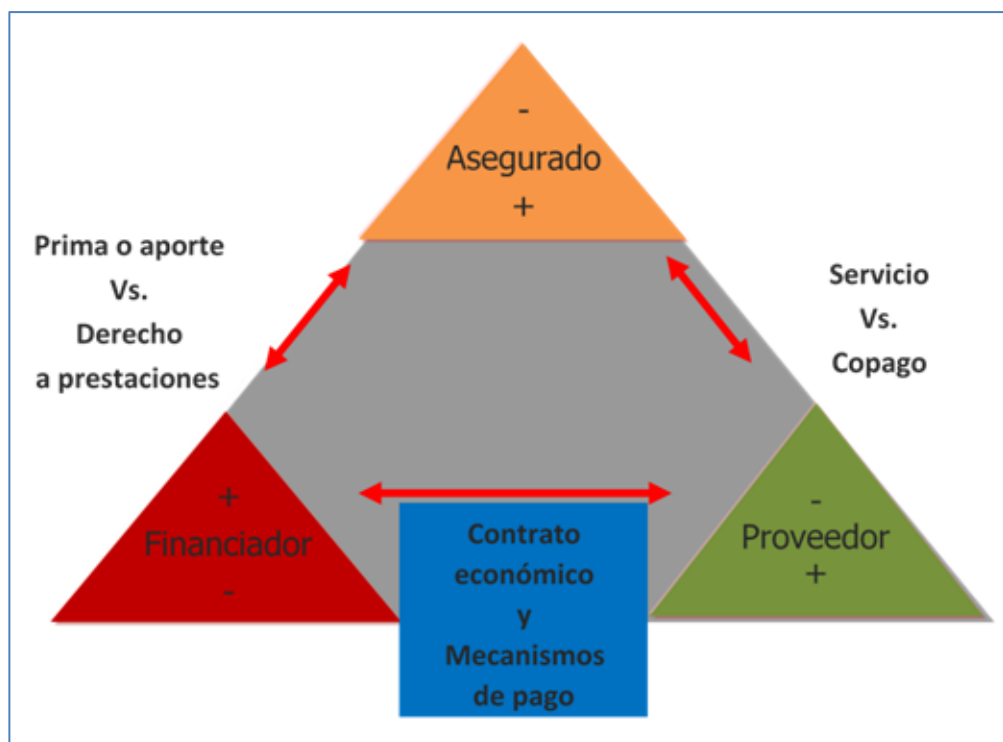 -
Asegurado
+
Prima o aporte
Vs.
Derecho
a prestaciones
Servicio
Vs.
Copago
+
Financiador
-
Contrato
económico
y
Mecanismos
de pago
-
Proveedor
+